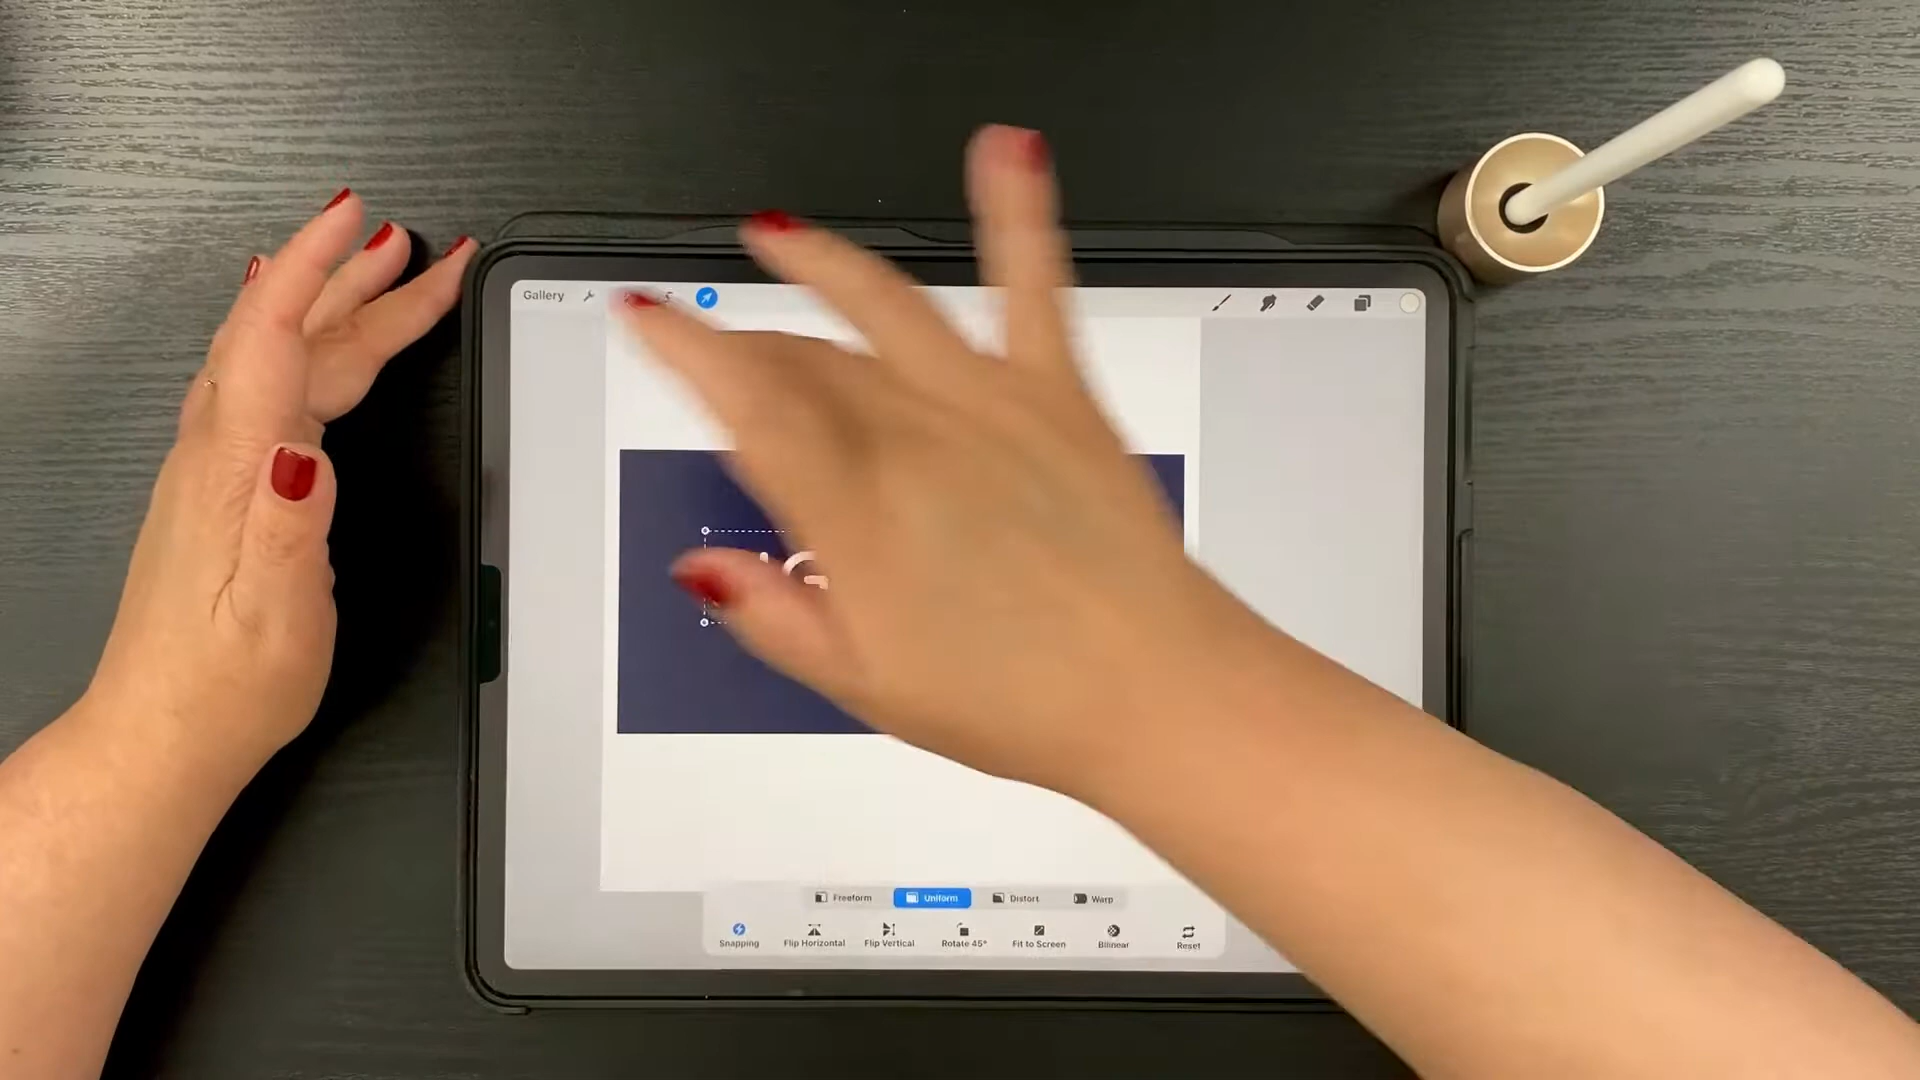 Gallery
Freeform Uniform Distort Warp
Snapping Flip Horizontal Flip Vertical Rotate 45° Fit to Screen Bilinear Reset